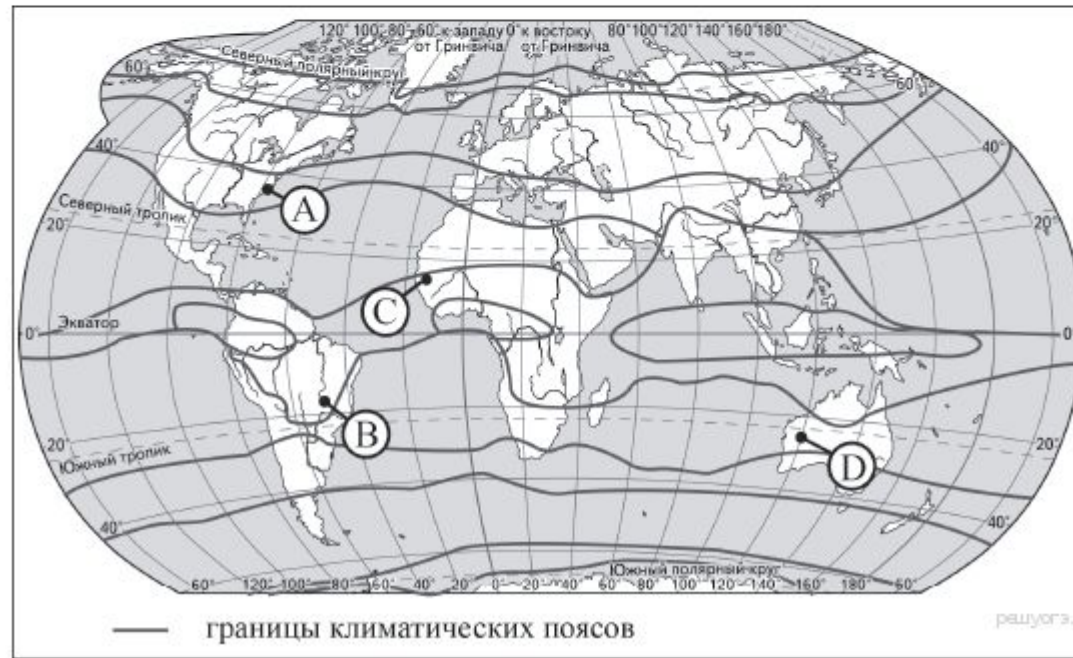 120° 100° 80° 60° к западу 0° к востоку 80° 100° 120° 140° 160° 180°
от Гринвича от Гринвича
Северный полярный круг
60° 60°
40° 40°
A
Северный тропик
20° 20°
C
Экватор
0° 0°
B
D
20° 20°
Южный тропик
40° 40°
Южный полярный круг
60° 120° 100° 80° 60° 40° 20 0° 20° 40° 60° 80° 100° 120° 140° 160° 180° 60°
границы климатических поясов